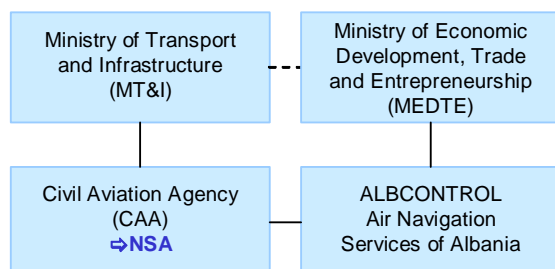 Ministry of Transport
and Infrastructure
(MT&I)
Ministry of Economic
Development, Trade
and Entrepreneurship
(MEDTE)
Civil Aviation Agency
(CAA)
⇨NSA
ALBCONTROL
Air Navigation
Services of Albania